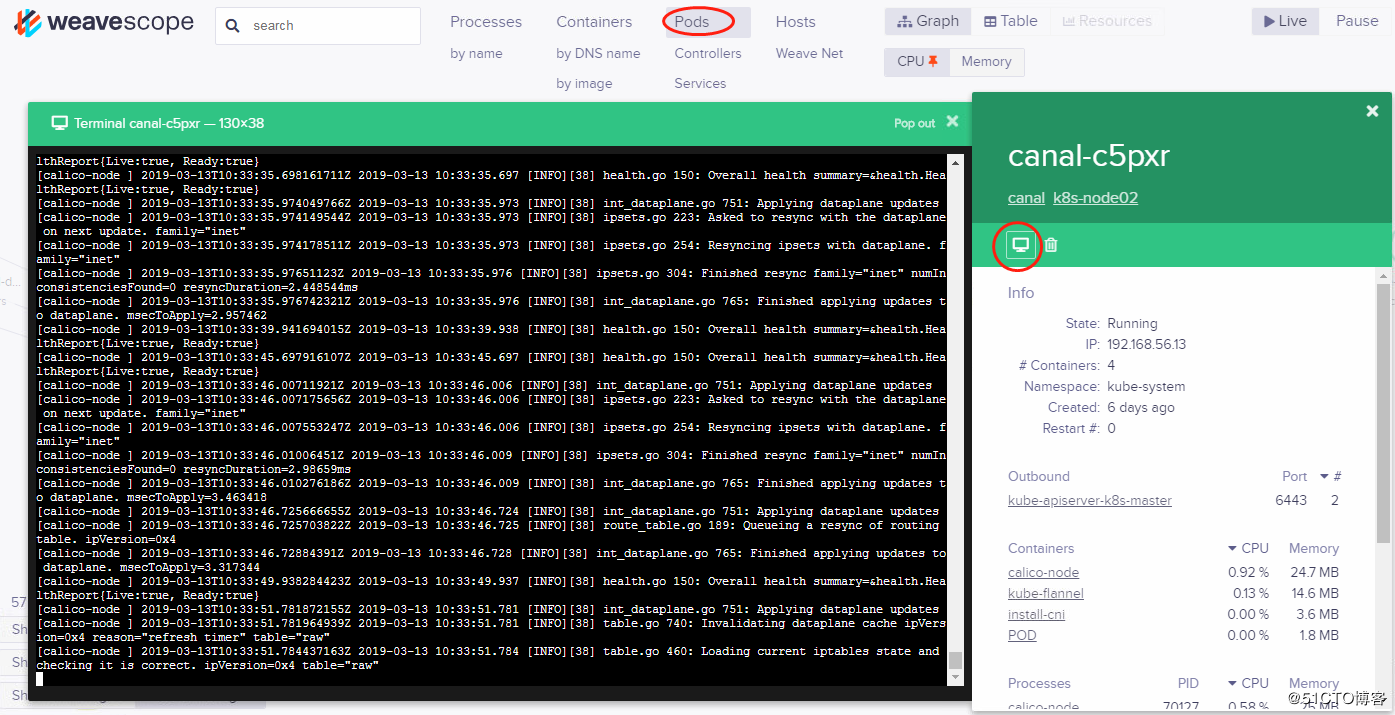 weavescope
search
Processes
by name
Containers
by DNS name
by image
Pods
Controllers
Services
Hosts
Weave Net
Graph Table Resources
CPU Memory
Live Pause
Terminal canal-c5pxr — 130×38
Pop out ×
lthReport{Live:true, Ready:true}
[calico-node ] 2019-03-13T10:33:35.698161711Z 2019-03-13 10:33:35.697 [INFO][38] health.go 150: Overall health summary=&health.Hea
lthReport{Live:true, Ready:true}
[calico-node ] 2019-03-13T10:33:35.974049766Z 2019-03-13 10:33:35.973 [INFO][38] int_dataplane.go 751: Applying dataplane updates
[calico-node ] 2019-03-13T10:33:35.974149544Z 2019-03-13 10:33:35.973 [INFO][38] ipsets.go 223: Asked to resync with the dataplane
on next update. family="inet"
[calico-node ] 2019-03-13T10:33:35.974178511Z 2019-03-13 10:33:35.973 [INFO][38] ipsets.go 254: Resyncing ipsets with dataplane. f
amily="inet"
[calico-node ] 2019-03-13T10:33:35.97651123Z 2019-03-13 10:33:35.976 [INFO][38] ipsets.go 304: Finished resync family="inet" numIn
consistenciesFound=0 resyncDuration=2.448544ms
[calico-node ] 2019-03-13T10:33:35.976742321Z 2019-03-13 10:33:35.976 [INFO][38] int_dataplane.go 765: Finished applying updates t
o dataplane. msecToApply=2.957462
[calico-node ] 2019-03-13T10:33:39.941694015Z 2019-03-13 10:33:39.938 [INFO][38] health.go 150: Overall health summary=&health.Hea
lthReport{Live:true, Ready:true}
[calico-node ] 2019-03-13T10:33:45.697916107Z 2019-03-13 10:33:45.697 [INFO][38] health.go 150: Overall health summary=&health.Hea
lthReport{Live:true, Ready:true}
[calico-node ] 2019-03-13T10:33:46.00711921Z 2019-03-13 10:33:46.006 [INFO][38] int_dataplane.go 751: Applying dataplane updates
[calico-node ] 2019-03-13T10:33:46.007175656Z 2019-03-13 10:33:46.006 [INFO][38] ipsets.go 223: Asked to resync with the dataplane
on next update. family="inet"
[calico-node ] 2019-03-13T10:33:46.007553247Z 2019-03-13 10:33:46.006 [INFO][38] ipsets.go 254: Resyncing ipsets with dataplane. f
amily="inet"
[calico-node ] 2019-03-13T10:33:46.01006451Z 2019-03-13 10:33:46.009 [INFO][38] ipsets.go 304: Finished resync family="inet" numIn
consistenciesFound=0 resyncDuration=2.98659ms
[calico-node ] 2019-03-13T10:33:46.010276186Z 2019-03-13 10:33:46.009 [INFO][38] int_dataplane.go 765: Finished applying updates t
o dataplane. msecToApply=3.463418
[calico-node ] 2019-03-13T10:33:46.725666655Z 2019-03-13 10:33:46.724 [INFO][38] int_dataplane.go 751: Applying dataplane updates
[calico-node ] 2019-03-13T10:33:46.725703822Z 2019-03-13 10:33:46.725 [INFO][38] route_table.go 189: Queueing a resync of routing
table. ipVersion=0x4
[calico-node ] 2019-03-13T10:33:46.72884391Z 2019-03-13 10:33:46.728 [INFO][38] int_dataplane.go 765: Finished applying updates to
dataplane. msecToApply=3.317344
[calico-node ] 2019-03-13T10:33:49.938284423Z 2019-03-13 10:33:49.937 [INFO][38] health.go 150: Overall health summary=&health.Hea
lthReport{Live:true, Ready:true}
[calico-node ] 2019-03-13T10:33:51.781872155Z 2019-03-13 10:33:51.781 [INFO][38] int_dataplane.go 751: Applying dataplane updates
[calico-node ] 2019-03-13T10:33:51.781964939Z 2019-03-13 10:33:51.781 [INFO][38] table.go 740: Invalidating dataplane cache ipVers
ion=0x4 reason="refresh timer" table="raw"
[calico-node ] 2019-03-13T10:33:51.784437163Z 2019-03-13 10:33:51.784 [INFO][38] table.go 460: Loading current iptables state and
checking it is correct. ipVersion=0x4 table="raw"
57
Sh
Sh
Sh
canal-c5pxr
canal k8s-node02
Info
State: Running
IP: 192.168.56.13
# Containers: 4
Namespace: kube-system
Created: 6 days ago
Restart #: 0
Outbound Port #
kube-apiserver-k8s-master 6443 2
Containers CPU Memory
calico-node 0.92 % 24.7 MB
kube-flannel 0.13 % 14.6 MB
install-cni 0.00 % 3.6 MB
POD 0.00 % 1.8 MB
Processes PID CPU Memory
calico-node 70127 0.58 % 25 MB
@51CTO博客